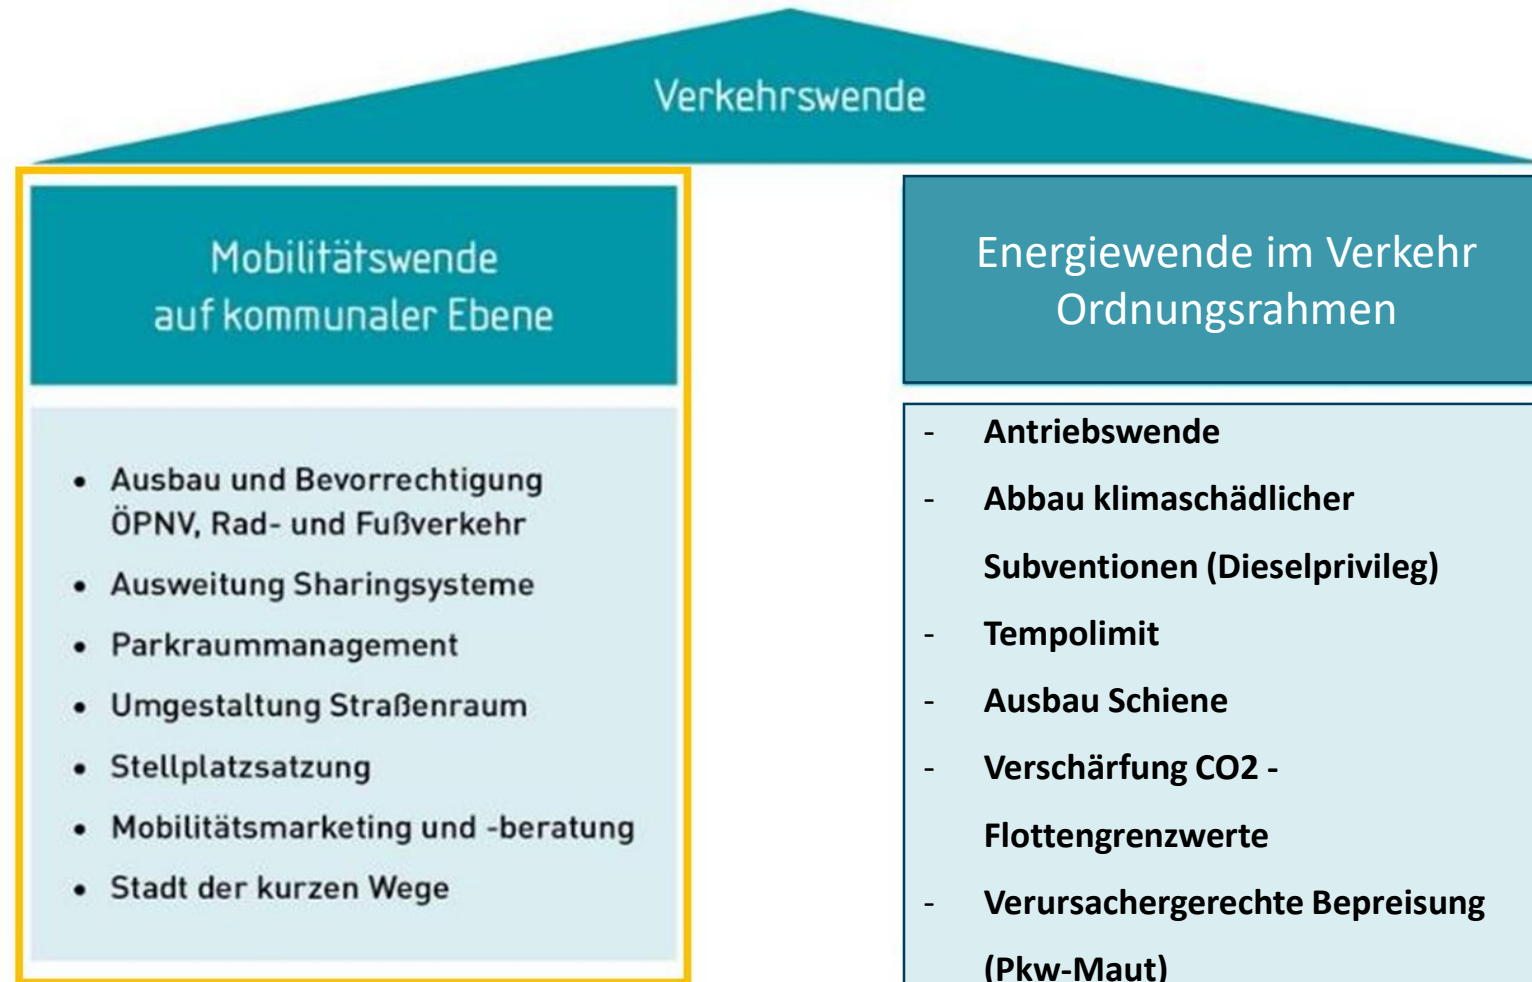 Verkehrswende
Mobilitätswende
auf kommunaler Ebene
• Ausbau und Bevorrechtigung
ÖPNV, Rad- und Fußverkehr
• Ausweitung Sharingsysteme
• Parkraummanagement
• Umgestaltung Straßenraum
• Stellplatzsatzung
• Mobilitätsmarketing und -beratung
• Stadt der kurzen Wege
Energiewende im Verkehr
Ordnungsrahmen
- Antriebswende
- Abbau klimaschädlicher
Subventionen (Dieselprivileg)
- Tempolimit
- Ausbau Schiene
- Verschärfung CO2 -
Flottengrenzwerte
- Verursachergerechte Bepreisung
(Pkw-Maut)